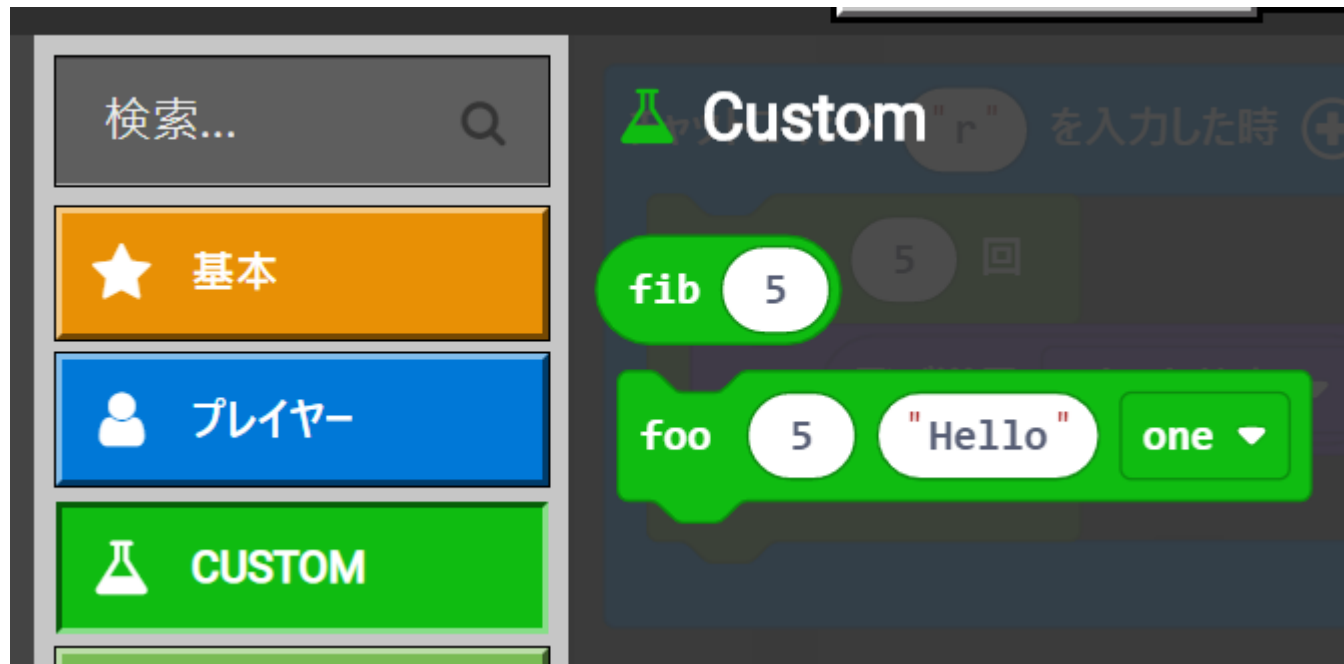 検索...
基本
プレイヤー
CUSTOM
Custom
"r" を入力した時
5 回
fib 5
foo 5 "Hello" one